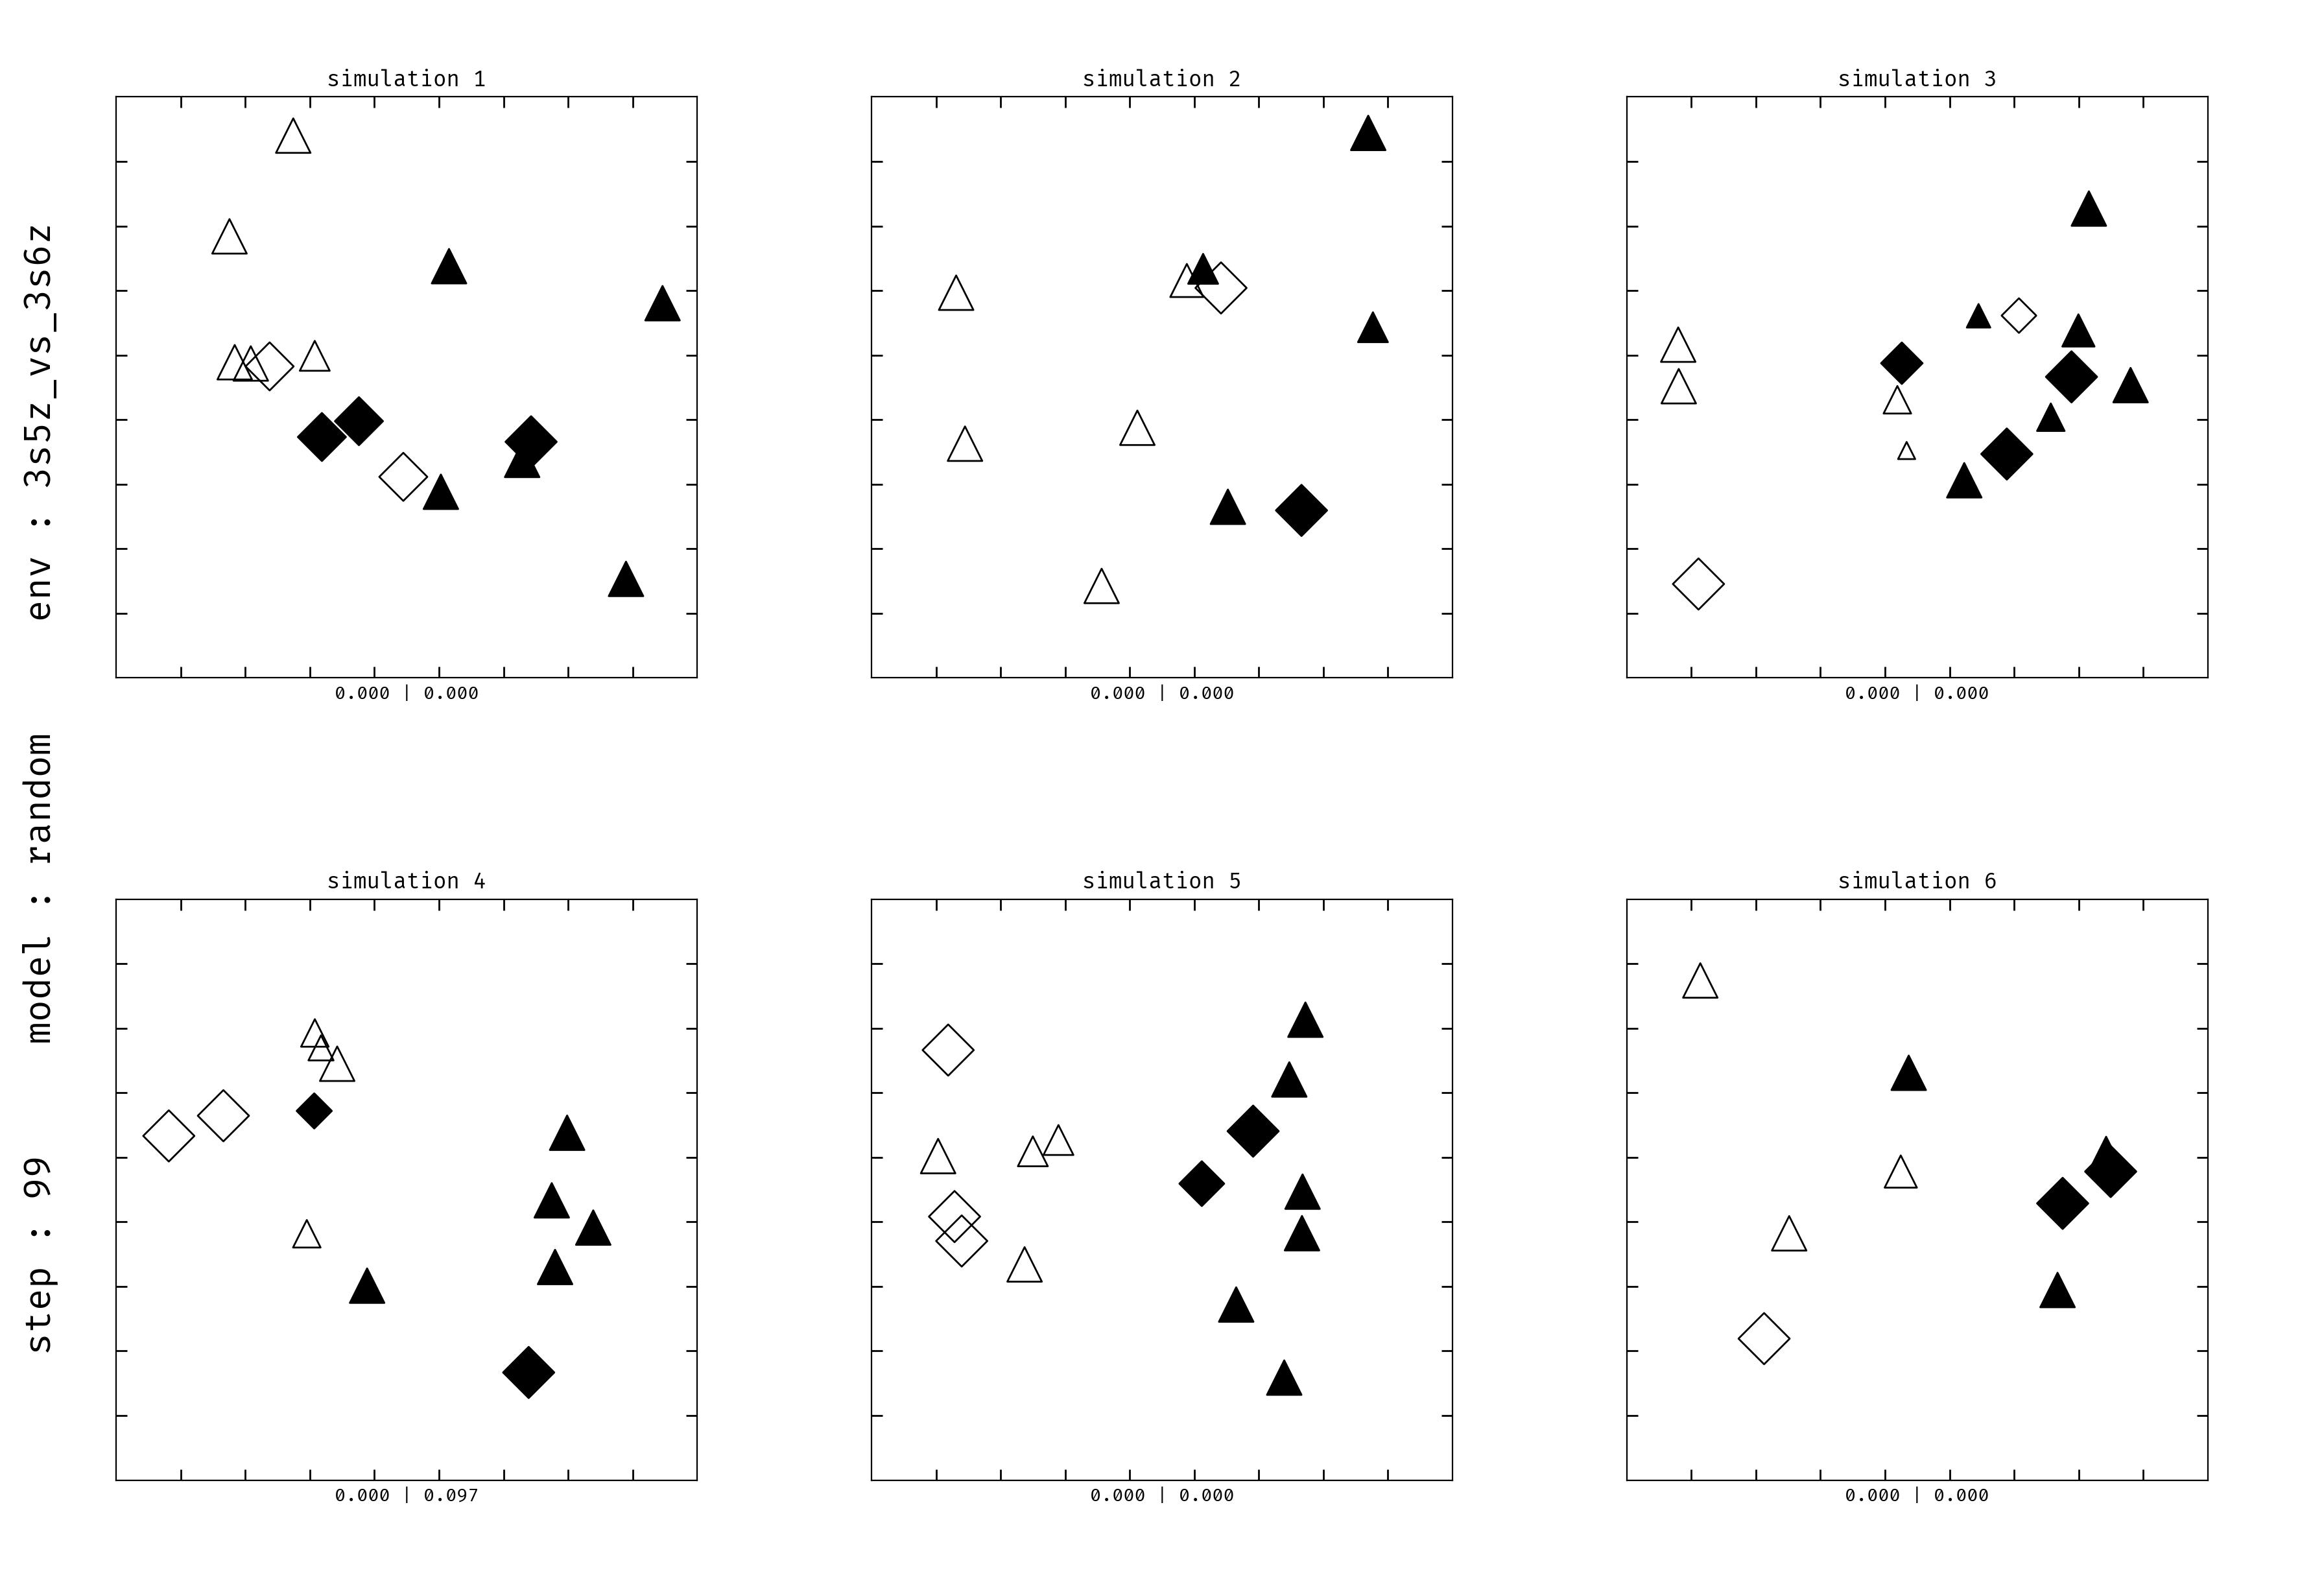 env : 3s5z_vs_3s6z
model : random
step : 99
simulation 1
0.000 | 0.000
simulation 2
0.000 | 0.000
simulation 3
0.000 | 0.000
simulation 4
0.000 | 0.097
simulation 5
0.000 | 0.000
simulation 6
0.000 | 0.000